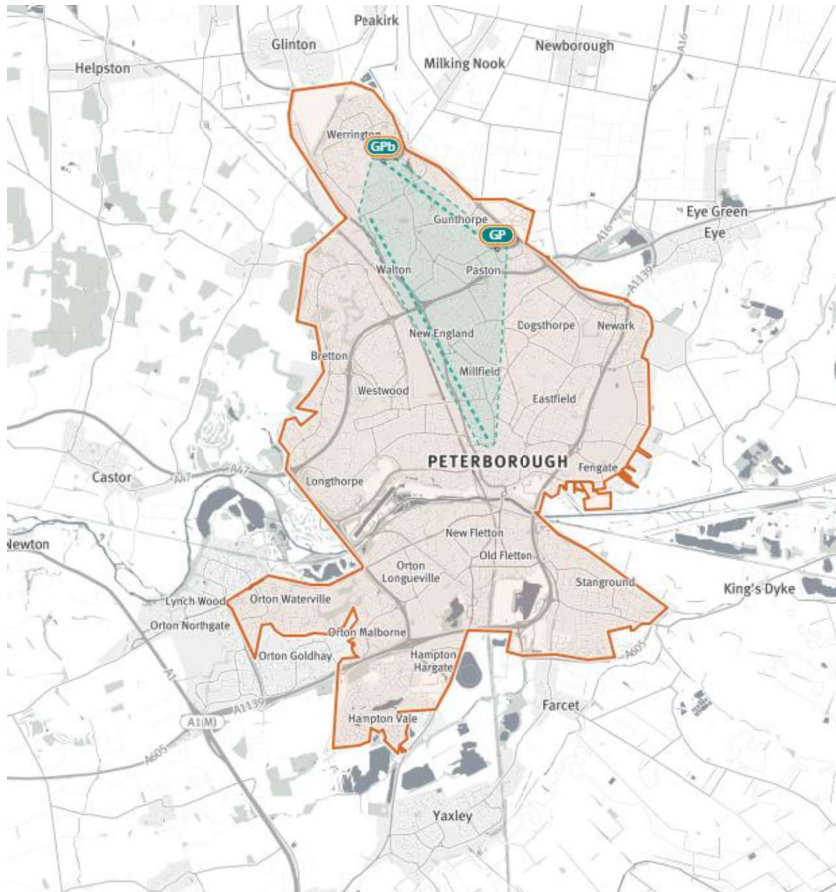 Peakirk
Glinton
Newborough
A16
Helpston
Milking Nook
Werrington
GPb
Gunthorpe
GP
Eye Green
Eye
A16
A1139
Walton
Paston
New England
Dogsthorpe
Newark
Bretton
Millfield
Westwood
Eastfield
Castor
A47
A47
PETERBOROUGH
Fengate
Longthorpe
New Fletton
Newton
Old Fletton
Orton
Longueville
Stanground
King's Dyke
Lynch Wood
Orton Waterville
Orton Northgate
Orton Malborne
A1
Orton Goldhay
Hampton
Hargate
A605
A1139
Farcet
A1(M)
Hampton Vale
A605
Yaxley